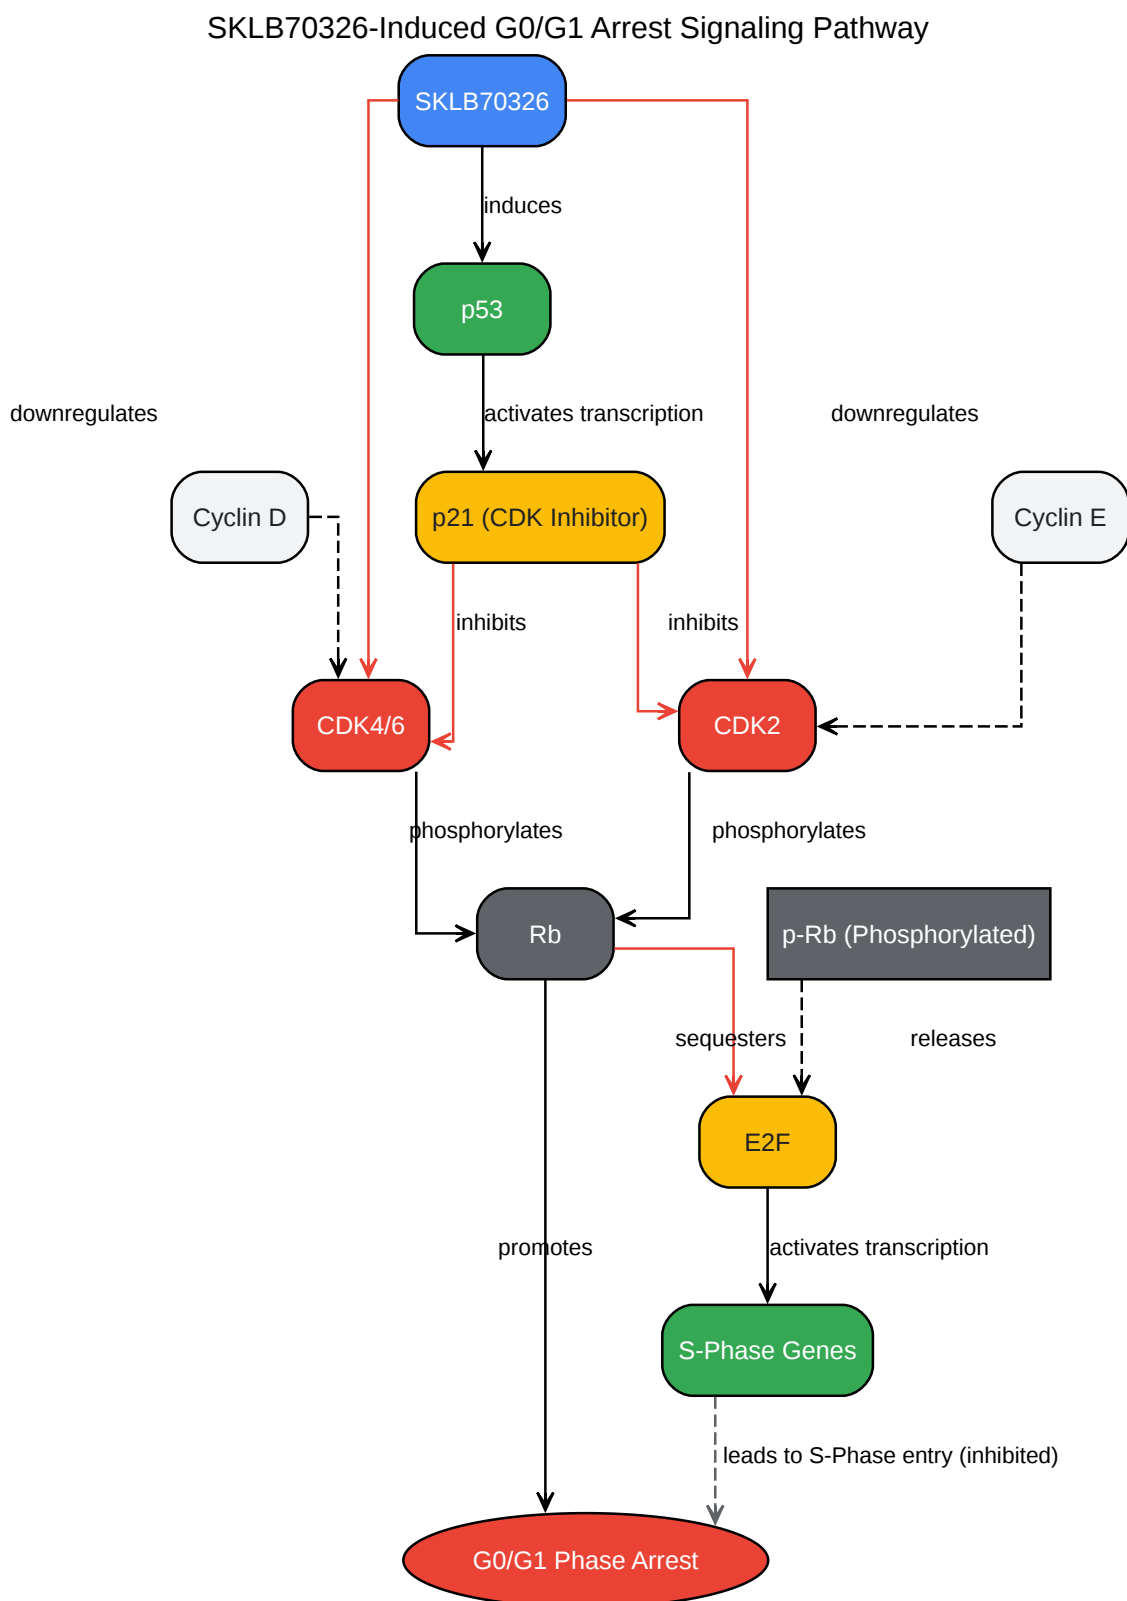 SKLB70326-Induced G0/G1 Arrest Signaling Pathway
SKLB70326
induces
p53
downregulates
activates transcription
downregulates
Cyclin D
p21 (CDK Inhibitor)
Cyclin E
inhibits
inhibits
CDK4/6
CDK2
phosphorylates
phosphorylates
Rb
p-Rb (Phosphorylated)
sequesters
releases
E2F
promotes
activates transcription
S-Phase Genes
leads to S-Phase entry (inhibited)
G0/G1 Phase Arrest